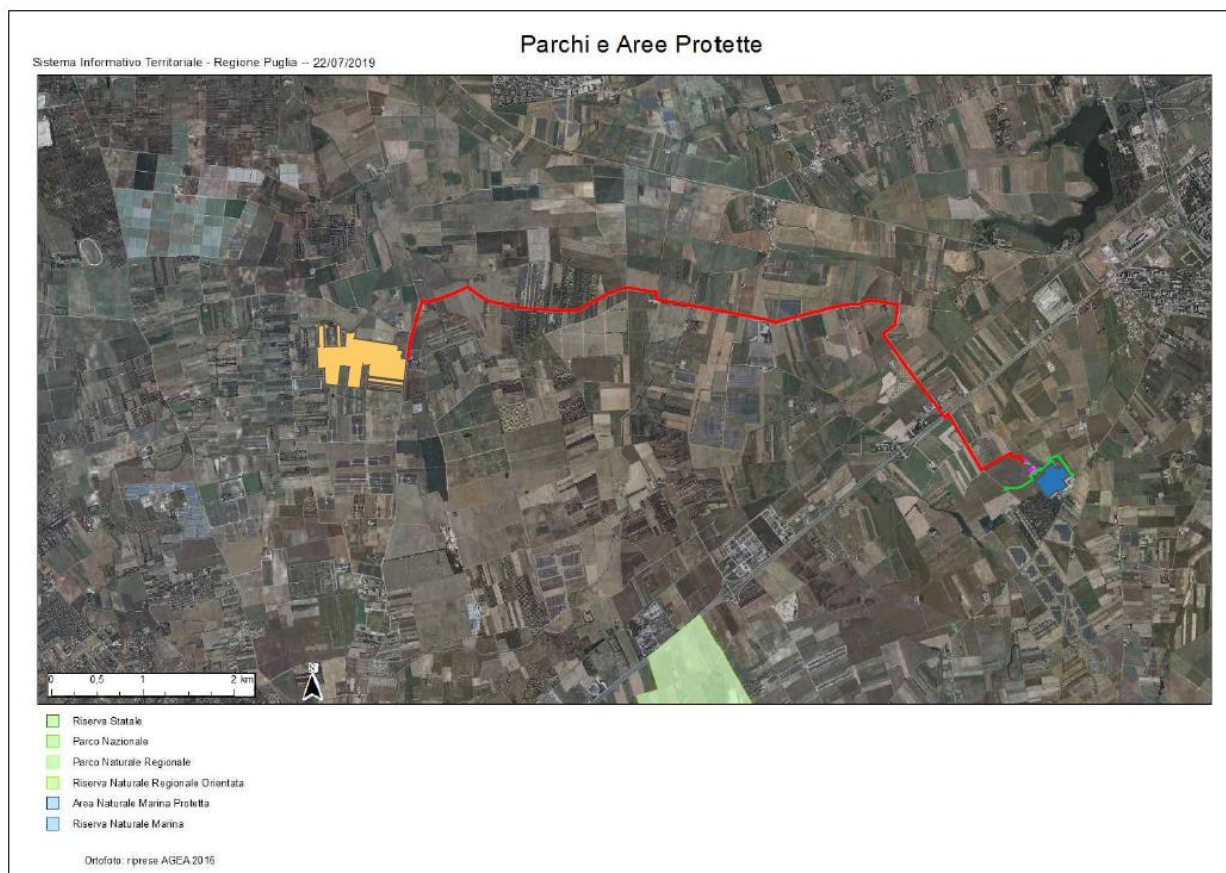 Parchi e Aree Protette
Sistema Informativo Territoriale - Regione Puglia -- 22/07/2019
N
0 0,5 1 2 km
Riserva Statale
Parco Nazionale
Parco Naturale Regionale
Riserva Naturale Regionale Orientata
Area Naturale Marina Protetta
Riserva Naturale Marina
Ortofoto: riprese AGEA 2016